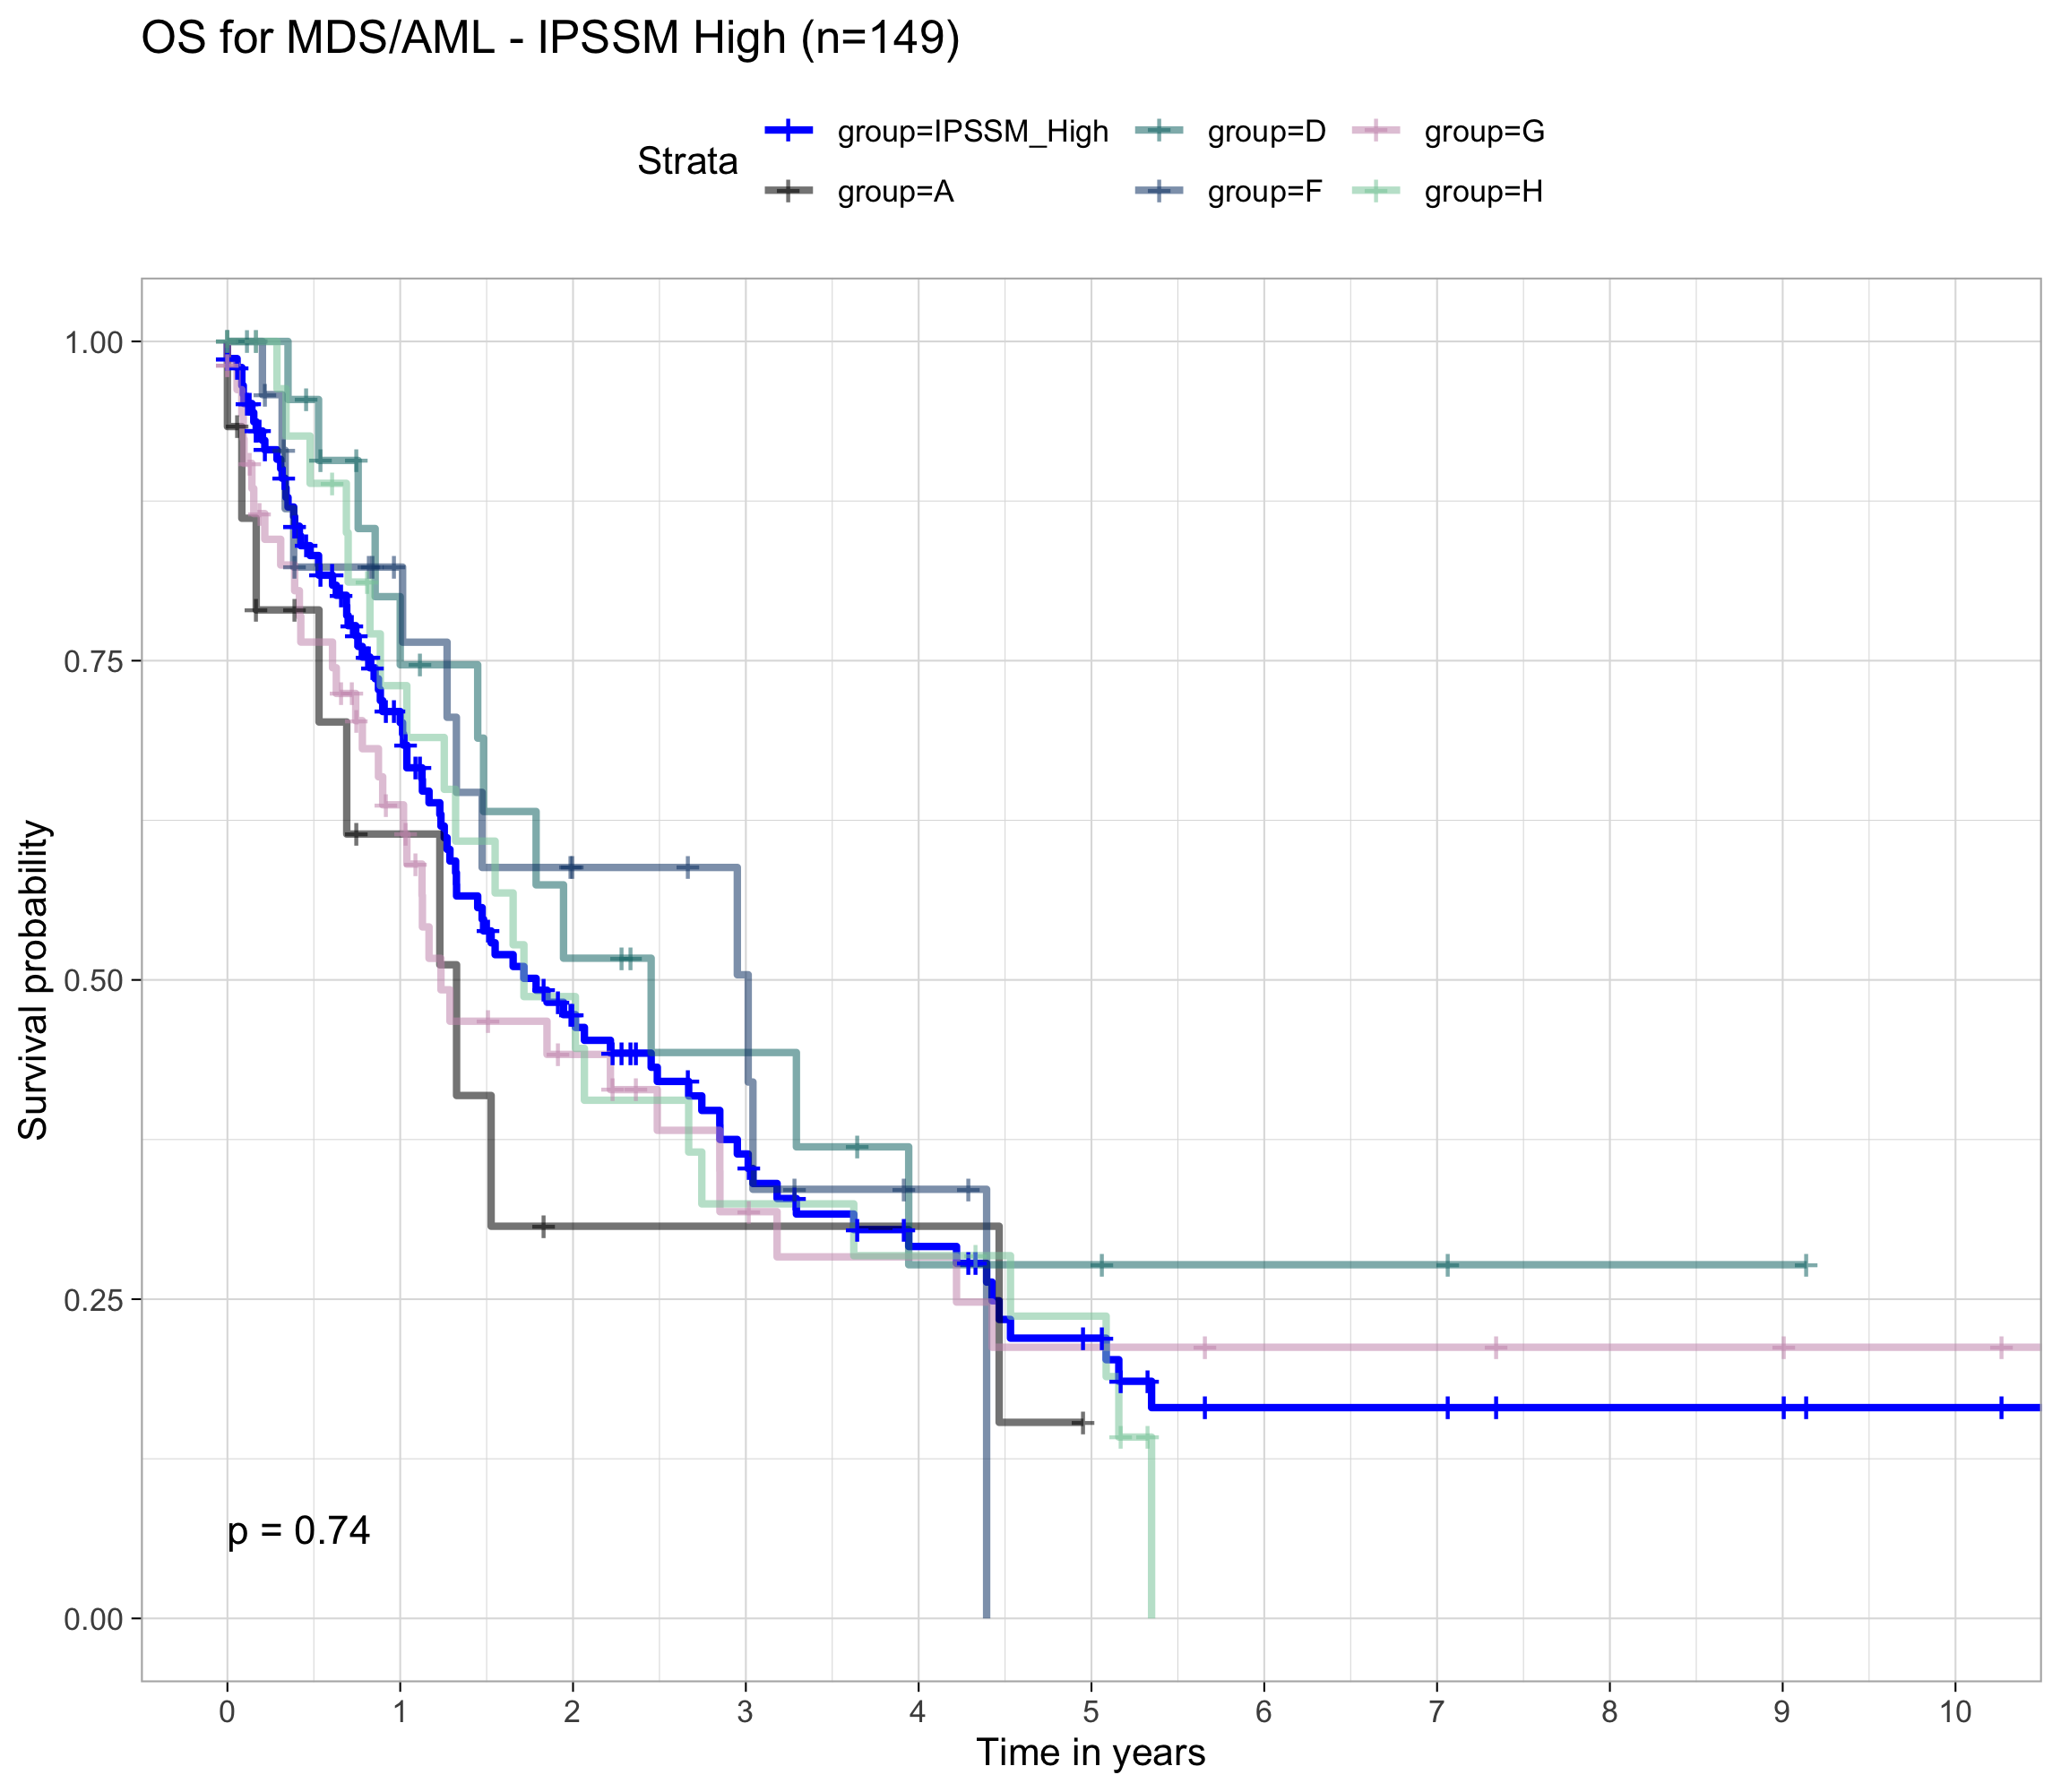 OS for MDS/AML - IPSSM High (n=149)
Strata
group=IPSSM_High
group=D
group=G
group=A
group=F
group=H
Survival probability
1.00
0.75
0.50
0.25
0.00
p = 0.74
0 1 2 3 4 5 6 7 8 9 10
Time in years